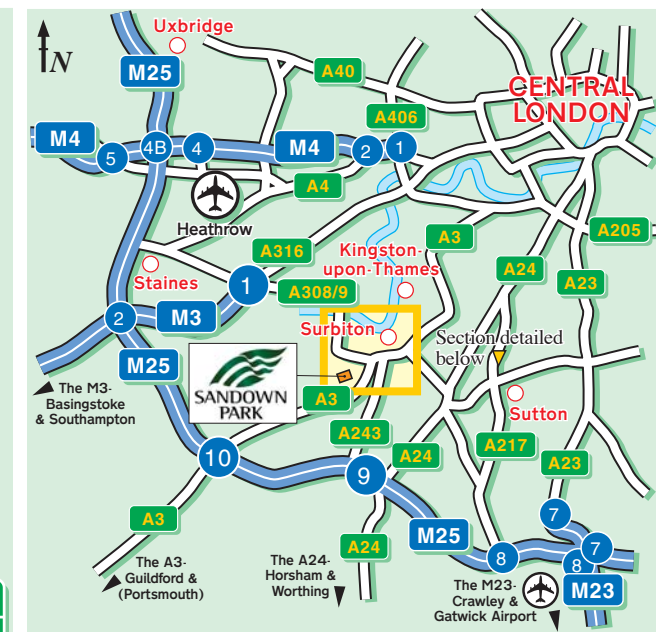 Uxbridge
N
M25
A40
CENTRAL
LONDON
A406
M4
5
4B
4
M4
2
1
A4
Heathrow
A205
A3
A316
Kingston-
upon-Thames
A24
A23
Staines
1
A308/9
2
M3
Surbiton
Section detailed
below
M25
SANDOWN
PARK
The M3-
Basingstoke
& Southampton
A3
Sutton
A243
A24
A217
A23
10
9
A3
M25
7
A24
8
7
8
The A3-
Guildford &
(Portsmouth)
The A24-
Horsham &
Worthing
The M23-
Crawley &
Gatwick Airport
M23